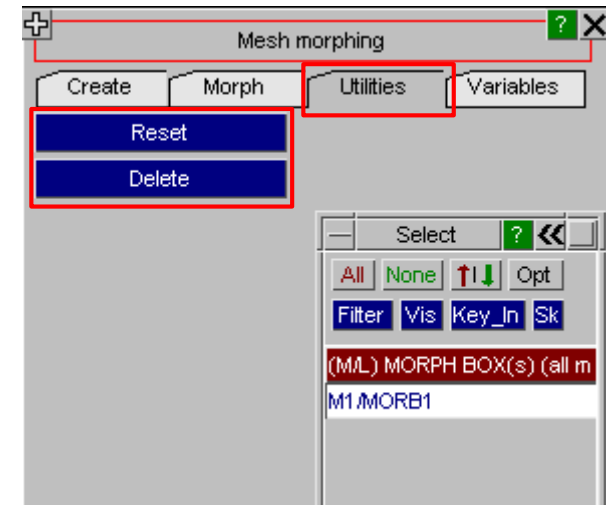 Mesh morphing ?
Create Morph Utilities Variables
Reset
Delete
Select ?
All None Opt
Filter Vis Key_In Sk
(M/L) MORPH BOX(s) (all m
M1/MORB1